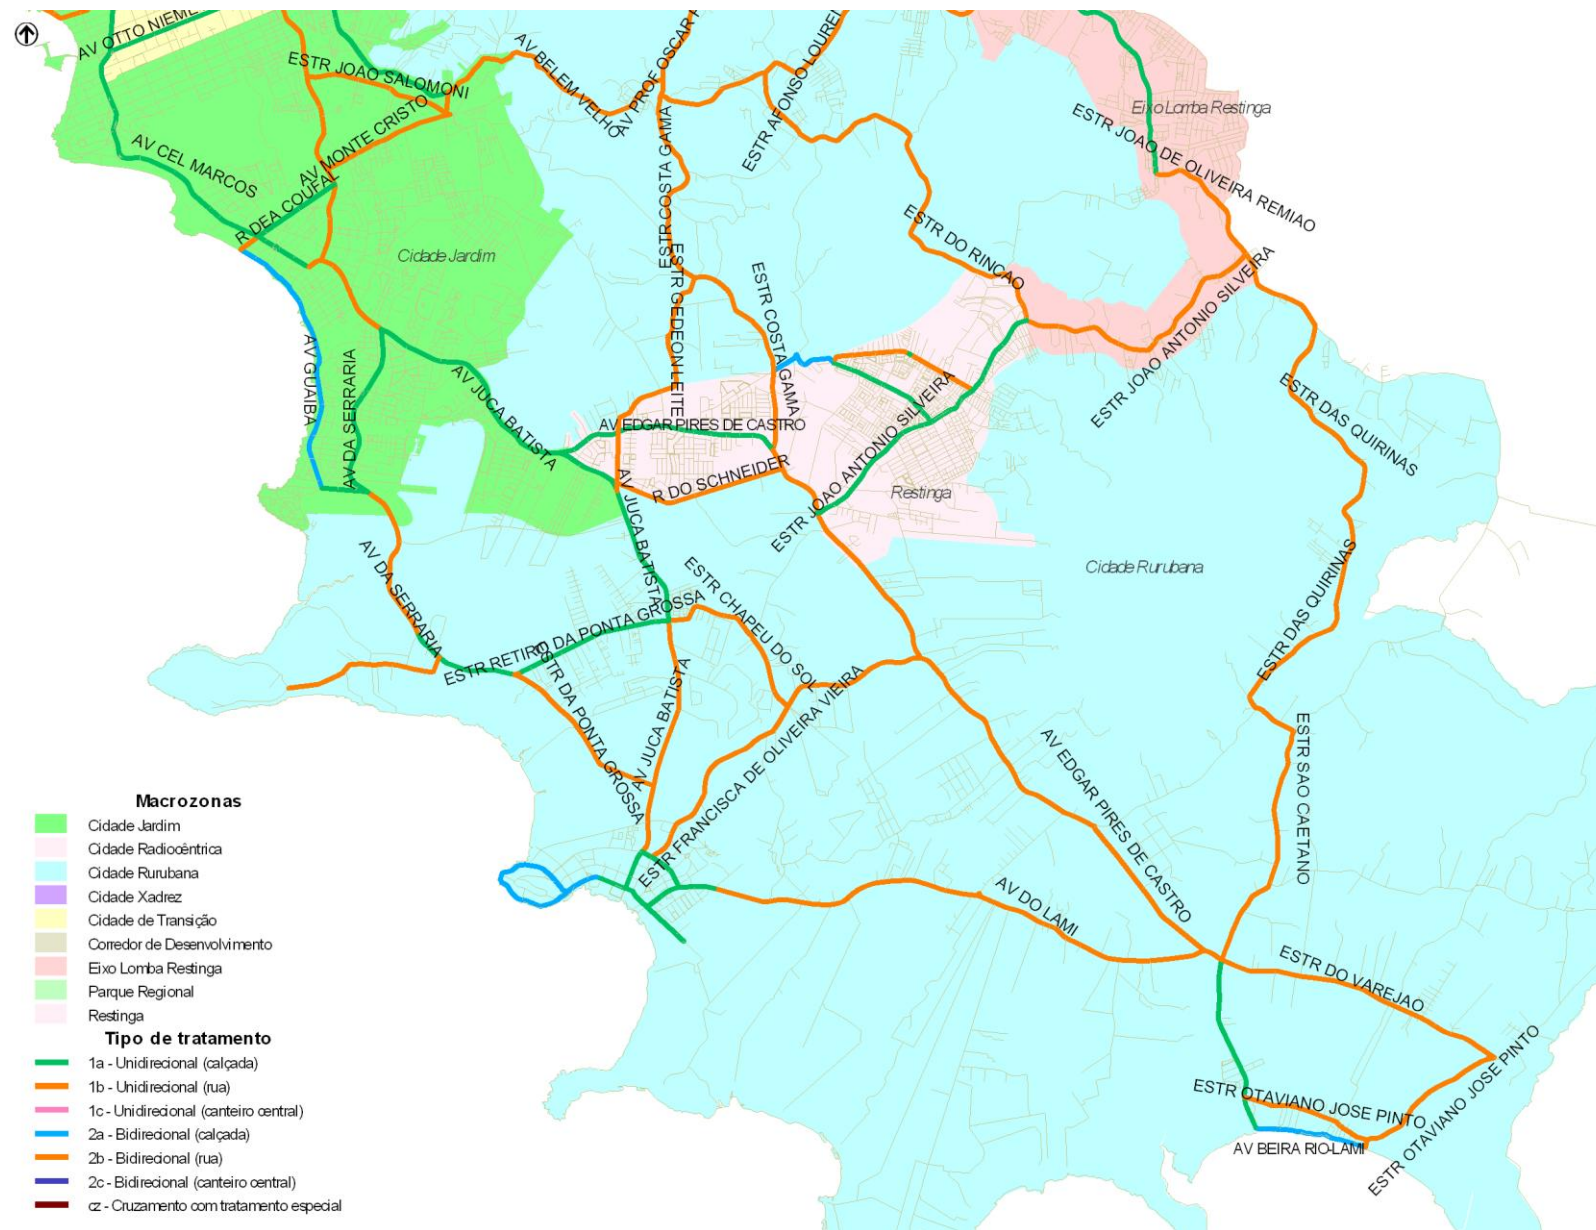 AV OTTO NIEME
ESTR JOAO SALOMONI
AV BELEM VELHO
AV PROF OSCAR P
ESTR AFONSO LOUREI
Eixo Lomba Restinga
ESTR JOAO DE OLIVEIRA REMIAO
AV CEL MARCOS
AV MONTE CRISTO
R DEA COUFAL
ESTR COSTA GAMA
ESTR DO RINCAO
Cidade Jardim
ESTR GEDEON LEITE
ESTR COSTA GAMA
ESTR JOAO ANTONIO SILVEIRA
AV GUAIBA
AV DA SERRARIA
AV JUCA BATISTA
AV EDGAR PIRES DE CASTRO
ESTR JOAO ANTONIO SILVEIRA
ESTR DAS QUIRINAS
R DO SCHNEIDER
Restinga
AV JUCA BATISTA
AV DA SERRARIA
ESTR CHAPEU DO SOL
Cidade Rurubana
ESTR DAS QUIRINAS
ESTR RETIRO DA PONTA GROSSA
ESTR DA PONTA GROSSA
AV JUCA BATISTA
ESTR FRANCISCA DE OLIVEIRA VIEIRA
AV EDGAR PIRES DE CASTRO
ESTR SAO CAETANO
AV DO LAMI
ESTR DO VAREJAO
ESTR OTAVIANO JOSE PINTO
ESTR OTAVIANO JOSE PINTO
AV BEIRA RIO-LAMI
Macrozonas
Cidade Jardim
Cidade Radiocêntrica
Cidade Rurubana
Cidade Xadrez
Cidade de Transição
Corredor de Desenvolvimento
Eixo Lomba Restinga
Parque Regional
Restinga
Tipo de tratamento
1a - Unidirecional (calçada)
1b - Unidirecional (rua)
1c - Unidirecional (canteiro central)
2a - Bidirecional (calçada)
2b - Bidirecional (rua)
2c - Bidirecional (canteiro central)
cz - Cruzamento com tratamento especial